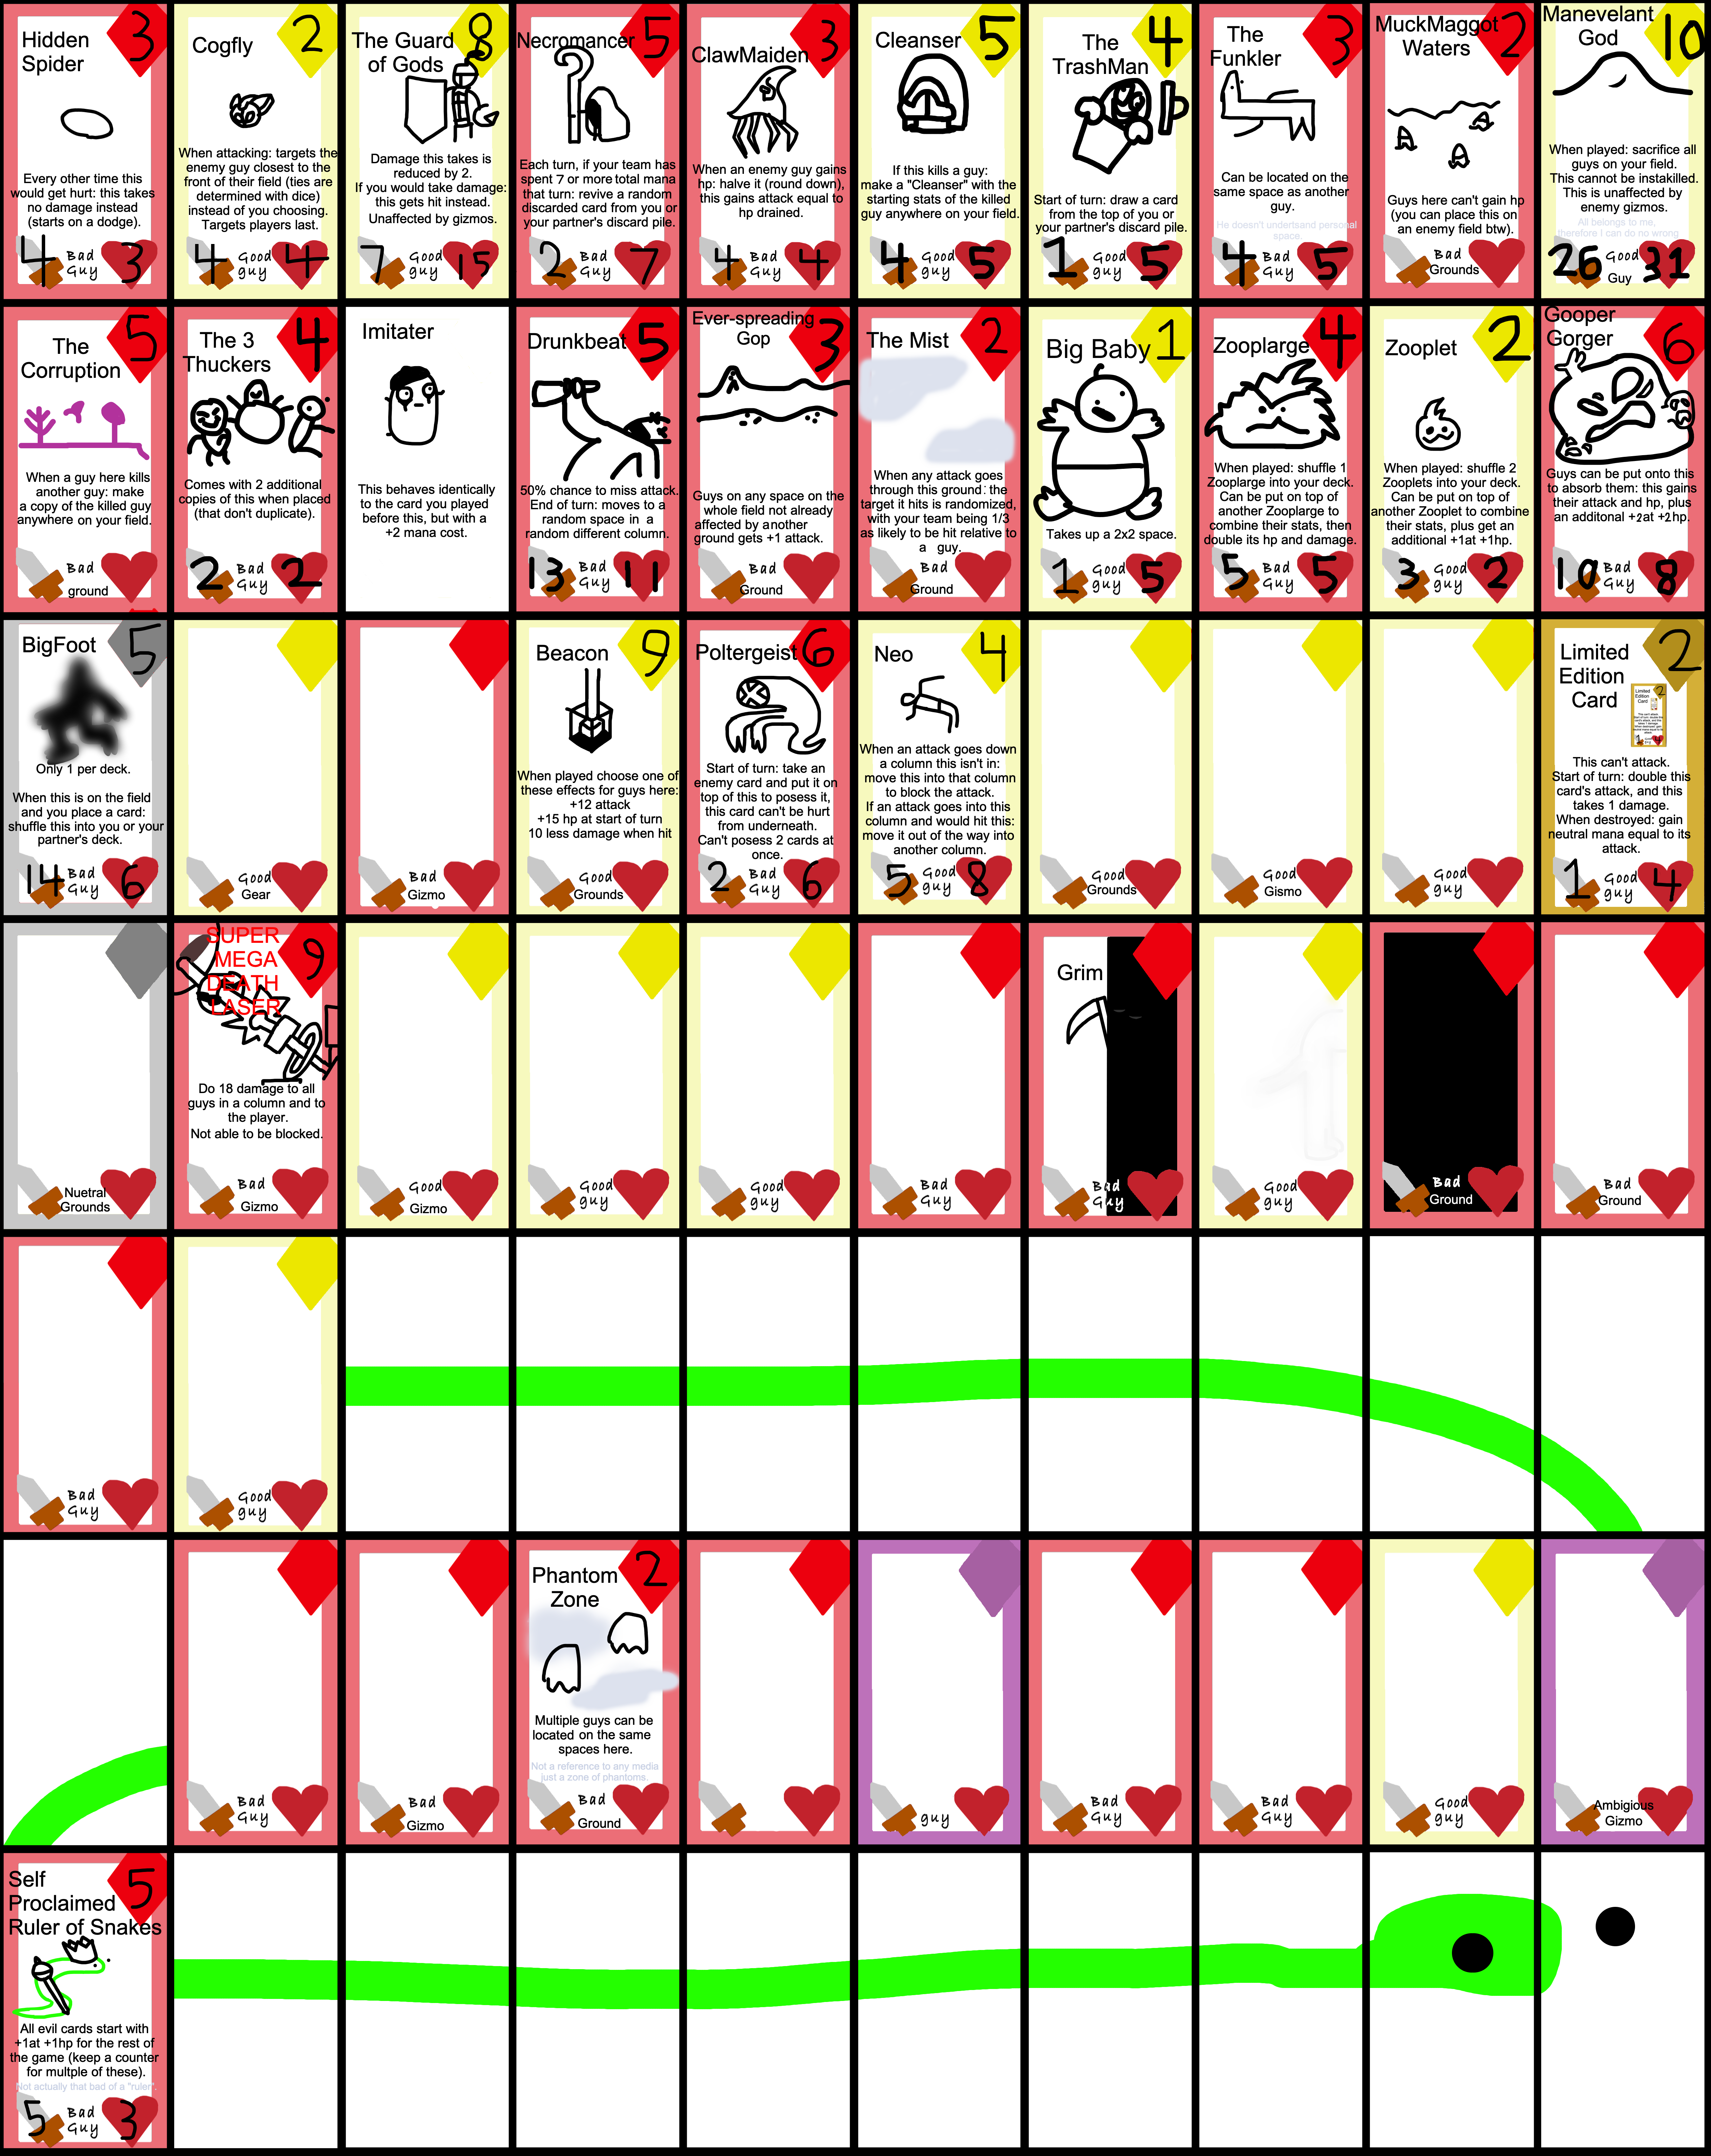 Hidden
Spider
3
Every other time this
would get hurt: this takes
no damage instead
(starts on a dodge).
4
Bad
Guy
3
Cogfly
2
When attacking: targets the
enemy guy closest to the
front of their field (ties are
determined with dice)
instead of you choosing.
Targets players last.
4
Good
guy
4
The Guard
of Gods
8
Damage this takes is
reduced by 2.
If you would take damage:
this gets hit instead.
Unaffected by gizmos.
7
Good
guy
15
Necromancer
5
Each turn, if your team has
spent 7 or more total mana
that turn: revive a random
discarded card from you or
your partner's discard pile.
2
Bad
Guy
7
ClawMaiden
3
When an enemy guy gains
hp: halve it (round down),
this gains attack equal to
hp drained.
4
Bad
Guy
4
Cleanser
5
If this kills a guy:
make a "Cleanser" with the
starting stats of the killed
guy anywhere on your field.
4
Good
guy
5
The
TrashMan
4
Start of turn: draw a card
from the top of you or
your partner's discard pile.
1
Good
guy
5
The
Funkler
3
Can be located on the
same space as another
guy.
He doesn't undertsand personal
space.
4
Bad
Guy
5
MuckMaggot
Waters
2
Guys here can't gain hp
(you can place this on
an enemy field btw).
Bad
Grounds
Manevelant
God
10
When played: sacrifice all
guys on your field.
This cannot be instakilled.
This is unaffected by
enemy gizmos.
All belongs to me,
therefore I can do no wrong
26
Good
Guy
31
The
Corruption
5
When a guy here kills
another guy: make
a copy of the killed guy
anywhere on your field.
Bad
ground
The 3
Thuckers
4
Comes with 2 additional
copies of this when placed
(that don't duplicate).
2
Bad
Guy
2
Imitater
This behaves identically
to the card you played
before this, but with a
+2 mana cost.
Drunkbeat
5
50% chance to miss attack.
End of turn: moves to a
random space in a
random different column.
13
Bad
Guy
11
Ever-spreading
Gop
3
Guys on any space on the
whole field not already
affected by another
ground gets +1 attack.
Bad
Ground
The Mist
2
When any attack goes
through this ground: the
target it hits is randomized,
with your team being 1/3
as likely to be hit relative to
a guy.
Bad
Ground
Big Baby
1
Takes up a 2x2 space.
1
Good
guy
5
Zooplarge
4
When played: shuffle 1
Zooplarge into your deck.
Can be put on top of
another Zooplarge to
combine their stats, then
double its hp and damage.
5
Bad
Guy
5
Zooplet
2
When played: shuffle 2
Zooplets into your deck.
Can be put on top of
another Zooplet to combine
their stats, plus get an
additional +1at +1hp.
3
Good
guy
2
Gooper
Gorger
6
Guys can be put onto this
to absorb them: this gains
their attack and hp, plus
an additonal +2at +2hp.
10
Bad
Guy
8
BigFoot
5
Only 1 per deck.
When this is on the field
and you place a card:
shuffle this into you or your
partner's deck.
14
Bad
Guy
6
Good
Gear
Bad
Gizmo
Beacon
9
When played choose one of
these effects for guys here:
+12 attack
+15 hp at start of turn
10 less damage when hit
Good
Grounds
Poltergeist
6
Start of turn: take an
enemy card and put it on
top of this to posess it,
this card can't be hurt
from underneath.
Can't posess 2 cards at
once.
2
Bad
Guy
6
Neo
4
When an attack goes down
a column this isn't in:
move this into that column
to block the attack.
If an attack goes into this
column and would hit this:
move it out of the way into
another column.
5
Good
guy
8
Good
Grounds
Good
Gismo
Good
guy
Limited
Edition
Card
2
This can't attack.
Start of turn: double this
card's attack, and this
takes 1 damage.
When destroyed: gain
neutral mana equal to its
attack.
1
Good
guy
4
Nuetral
Grounds
SUPER
MEGA
DEATH
LASER
9
Do 18 damage to all
guys in a column and to
the player.
Not able to be blocked.
Bad
Gizmo
Good
Gizmo
Good
guy
Good
guy
Bad
Guy
Grim
Bad
Guy
Good
guy
Bad
Ground
Bad
Ground
Bad
Guy
Good
guy
Bad
Guy
Bad
Gizmo
Phantom
Zone
2
Multiple guys can be
located on the same
spaces here.
Not a reference to any media
just a zone of phantoms.
Bad
Ground
guy
Bad
Guy
Bad
Guy
Good
guy
Ambigious
Gizmo
Self
Proclaimed
Ruler of Snakes
5
All evil cards start with
+1at +1hp for the rest of
the game (keep a counter
for multple of these).
Not actually that bad of a "ruler".
5
Bad
Guy
3